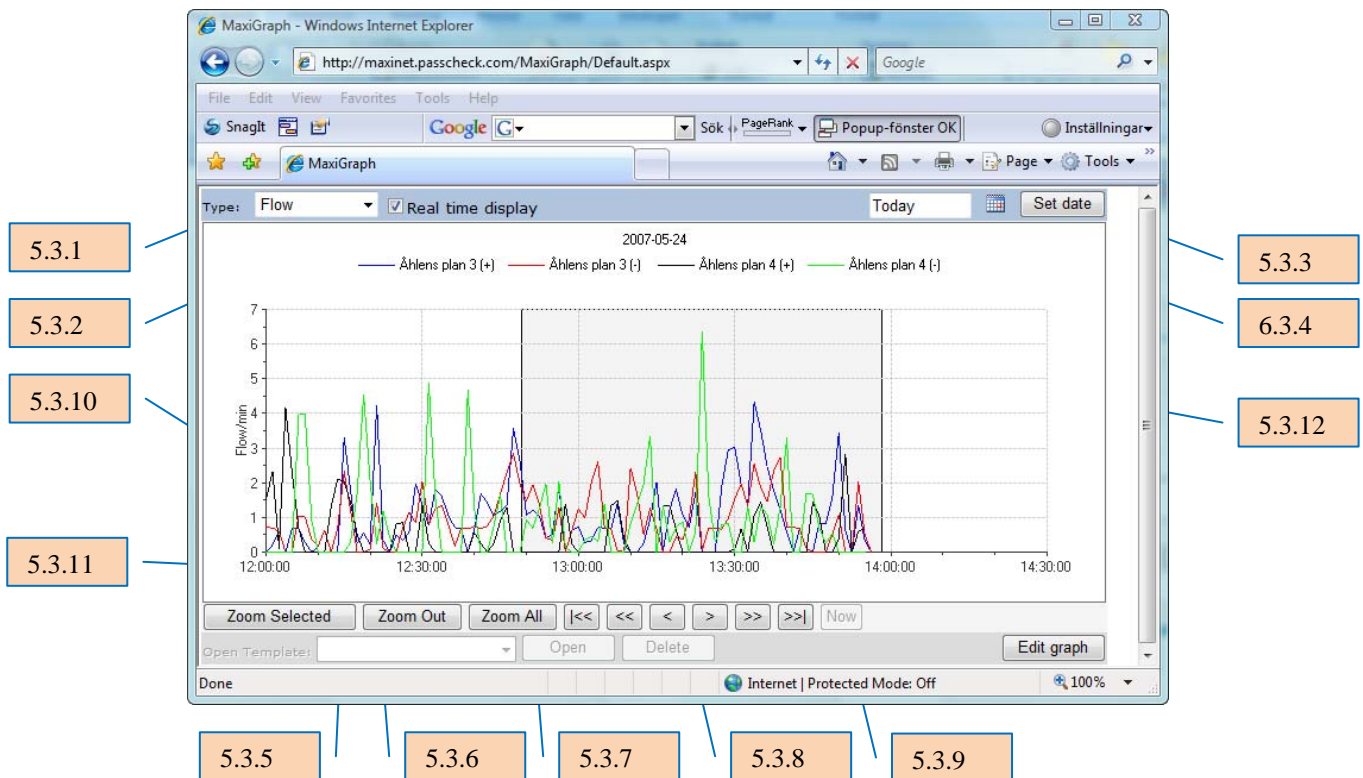 MaxiGraph - Windows Internet Explorer
http://maxinet.passcheck.com/MaxiGraph/Default.aspx
Google
File Edit View Favorites Tools Help
SnagIt Google G Sök PageRank Popup-fönster OK Inställningar
MaxiGraph Page Tools
Type: Flow Real time display Today Set date
2007-05-24
Åhlens plan 3 (+) Åhlens plan 3 (-) Åhlens plan 4 (+) Åhlens plan 4 (-)
Flow/min
7
6
5
4
3
2
1
0
12:00:00 12:30:00 13:00:00 13:30:00 14:00:00 14:30:00
Zoom Selected Zoom Out Zoom All |<< << < > >> >>| Now
Open Template: Open Delete Edit graph
Done Internet | Protected Mode: Off 100%
5.3.1
5.3.2
5.3.10
5.3.11
5.3.3
6.3.4
5.3.12
5.3.5 5.3.6 5.3.7 5.3.8 5.3.9